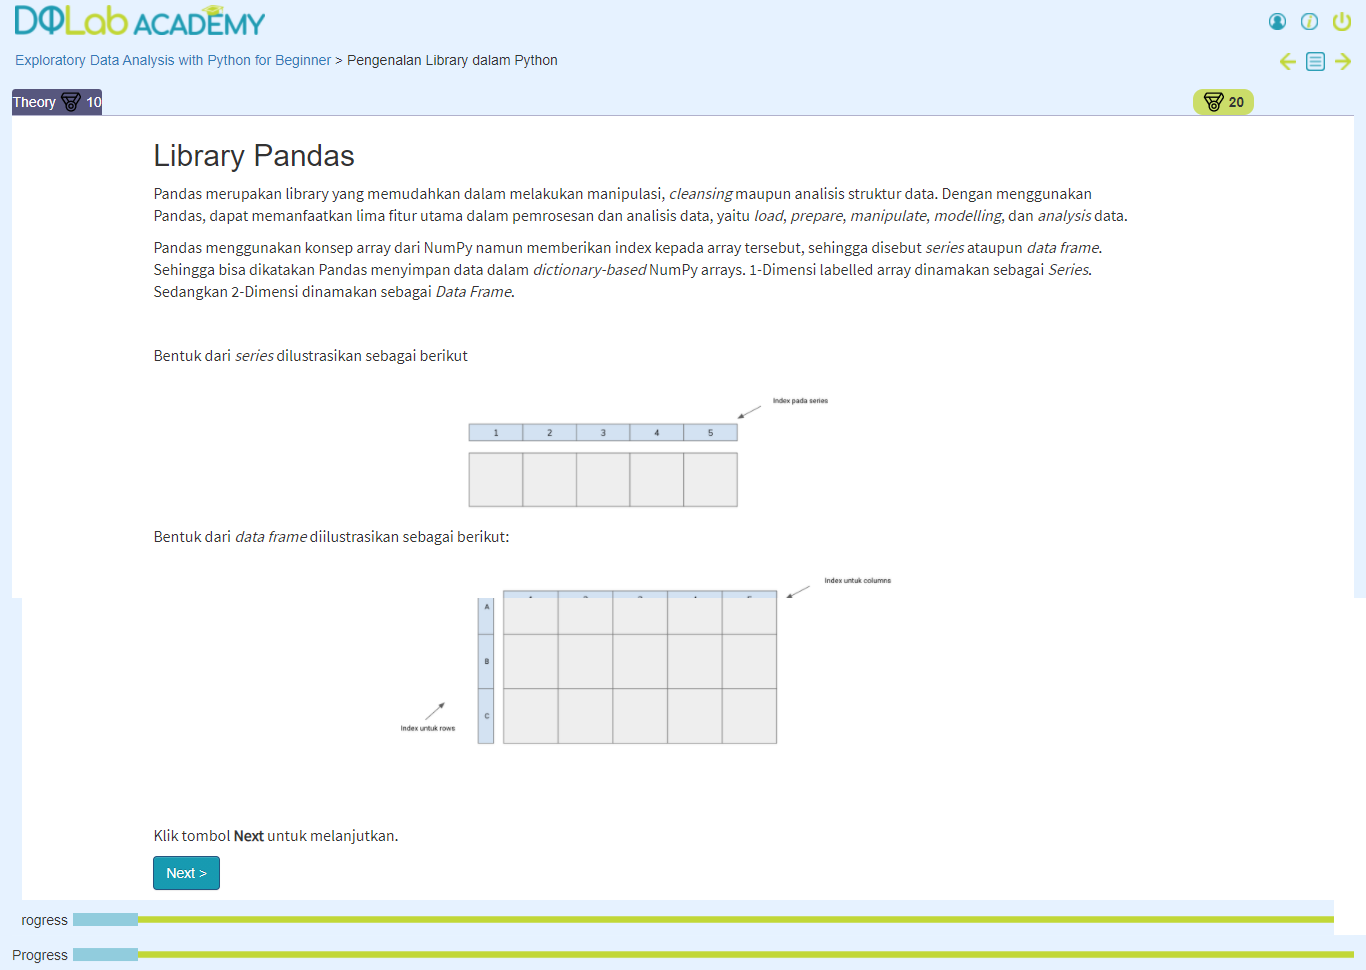 DQLab ACADEMY
Exploratory Data Analysis with Python for Beginner > Pengenalan Library dalam Python
Theory 10
20
Library Pandas
Pandas merupakan library yang memudahkan dalam melakukan manipulasi, cleansing maupun analisis struktur data. Dengan menggunakan
Pandas, dapat memanfaatkan lima fitur utama dalam pemrosesan dan analisis data, yaitu load, prepare, manipulate, modelling, dan analysis data.
Pandas menggunakan konsep array dari NumPy namun memberikan index kepada array tersebut, sehingga disebut series ataupun data frame.
Sehingga bisa dikatakan Pandas menyimpan data dalam dictionary-based NumPy arrays. 1-Dimensi labelled array dinamakan sebagai Series.
Sedangkan 2-Dimensi dinamakan sebagai Data Frame.
Bentuk dari series dilustrasikan sebagai berikut
Index pada series
1 2 3 4 5
Bentuk dari data frame diilustrasikan sebagai berikut:
Index untuk columns
A
B
C
Index untuk rows
Klik tombol Next untuk melanjutkan.
Next >
rogress
Progress